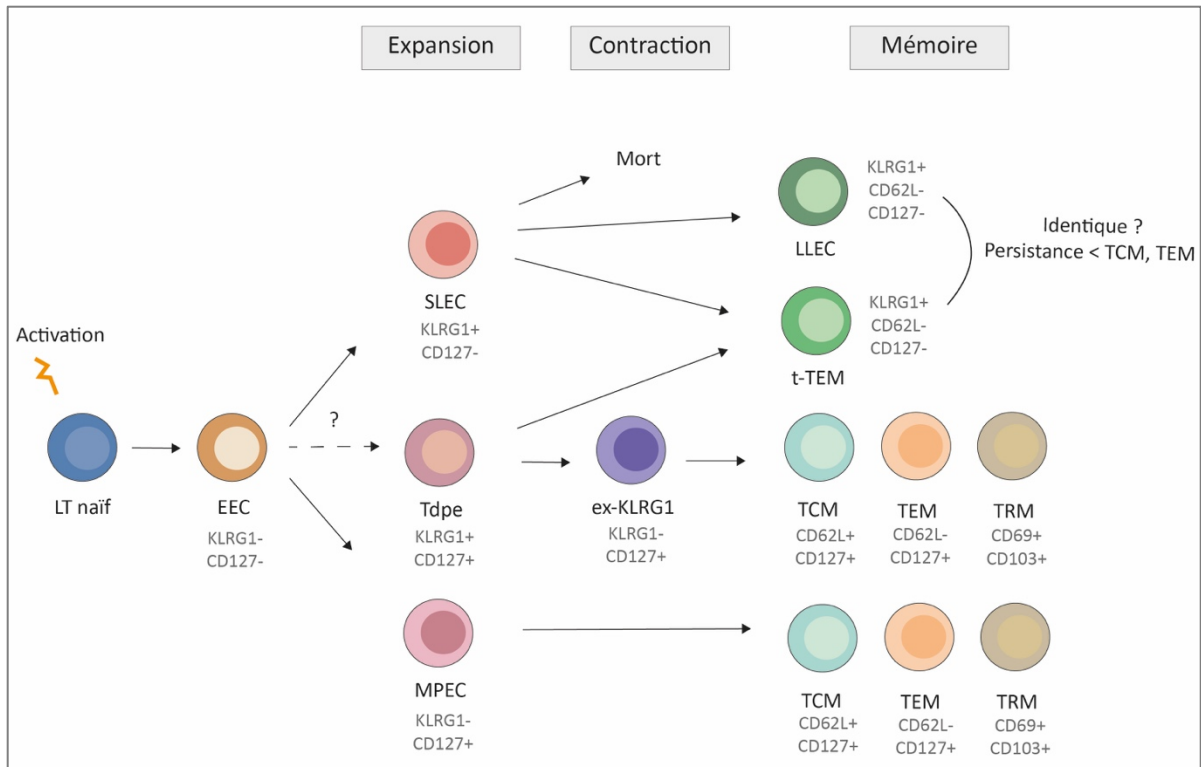 Expansion
Contraction
Mémoire
Mort
KLRG1+
CD62L-
CD127-
LLEC
Identique ?
Persistance < TCM, TEM
SLEC
KLRG1+
CD127-
KLRG1+
CD62L-
CD127-
t-TEM
Activation
?
LT naïf
EEC
KLRG1-
CD127-
Tdpe
KLRG1+
CD127+
ex-KLRG1
KLRG1-
CD127+
TCM
CD62L+
CD127+
TEM
CD62L-
CD127+
TRM
CD69+
CD103+
MPEC
KLRG1-
CD127+
TCM
CD62L+
CD127+
TEM
CD62L-
CD127+
TRM
CD69+
CD103+